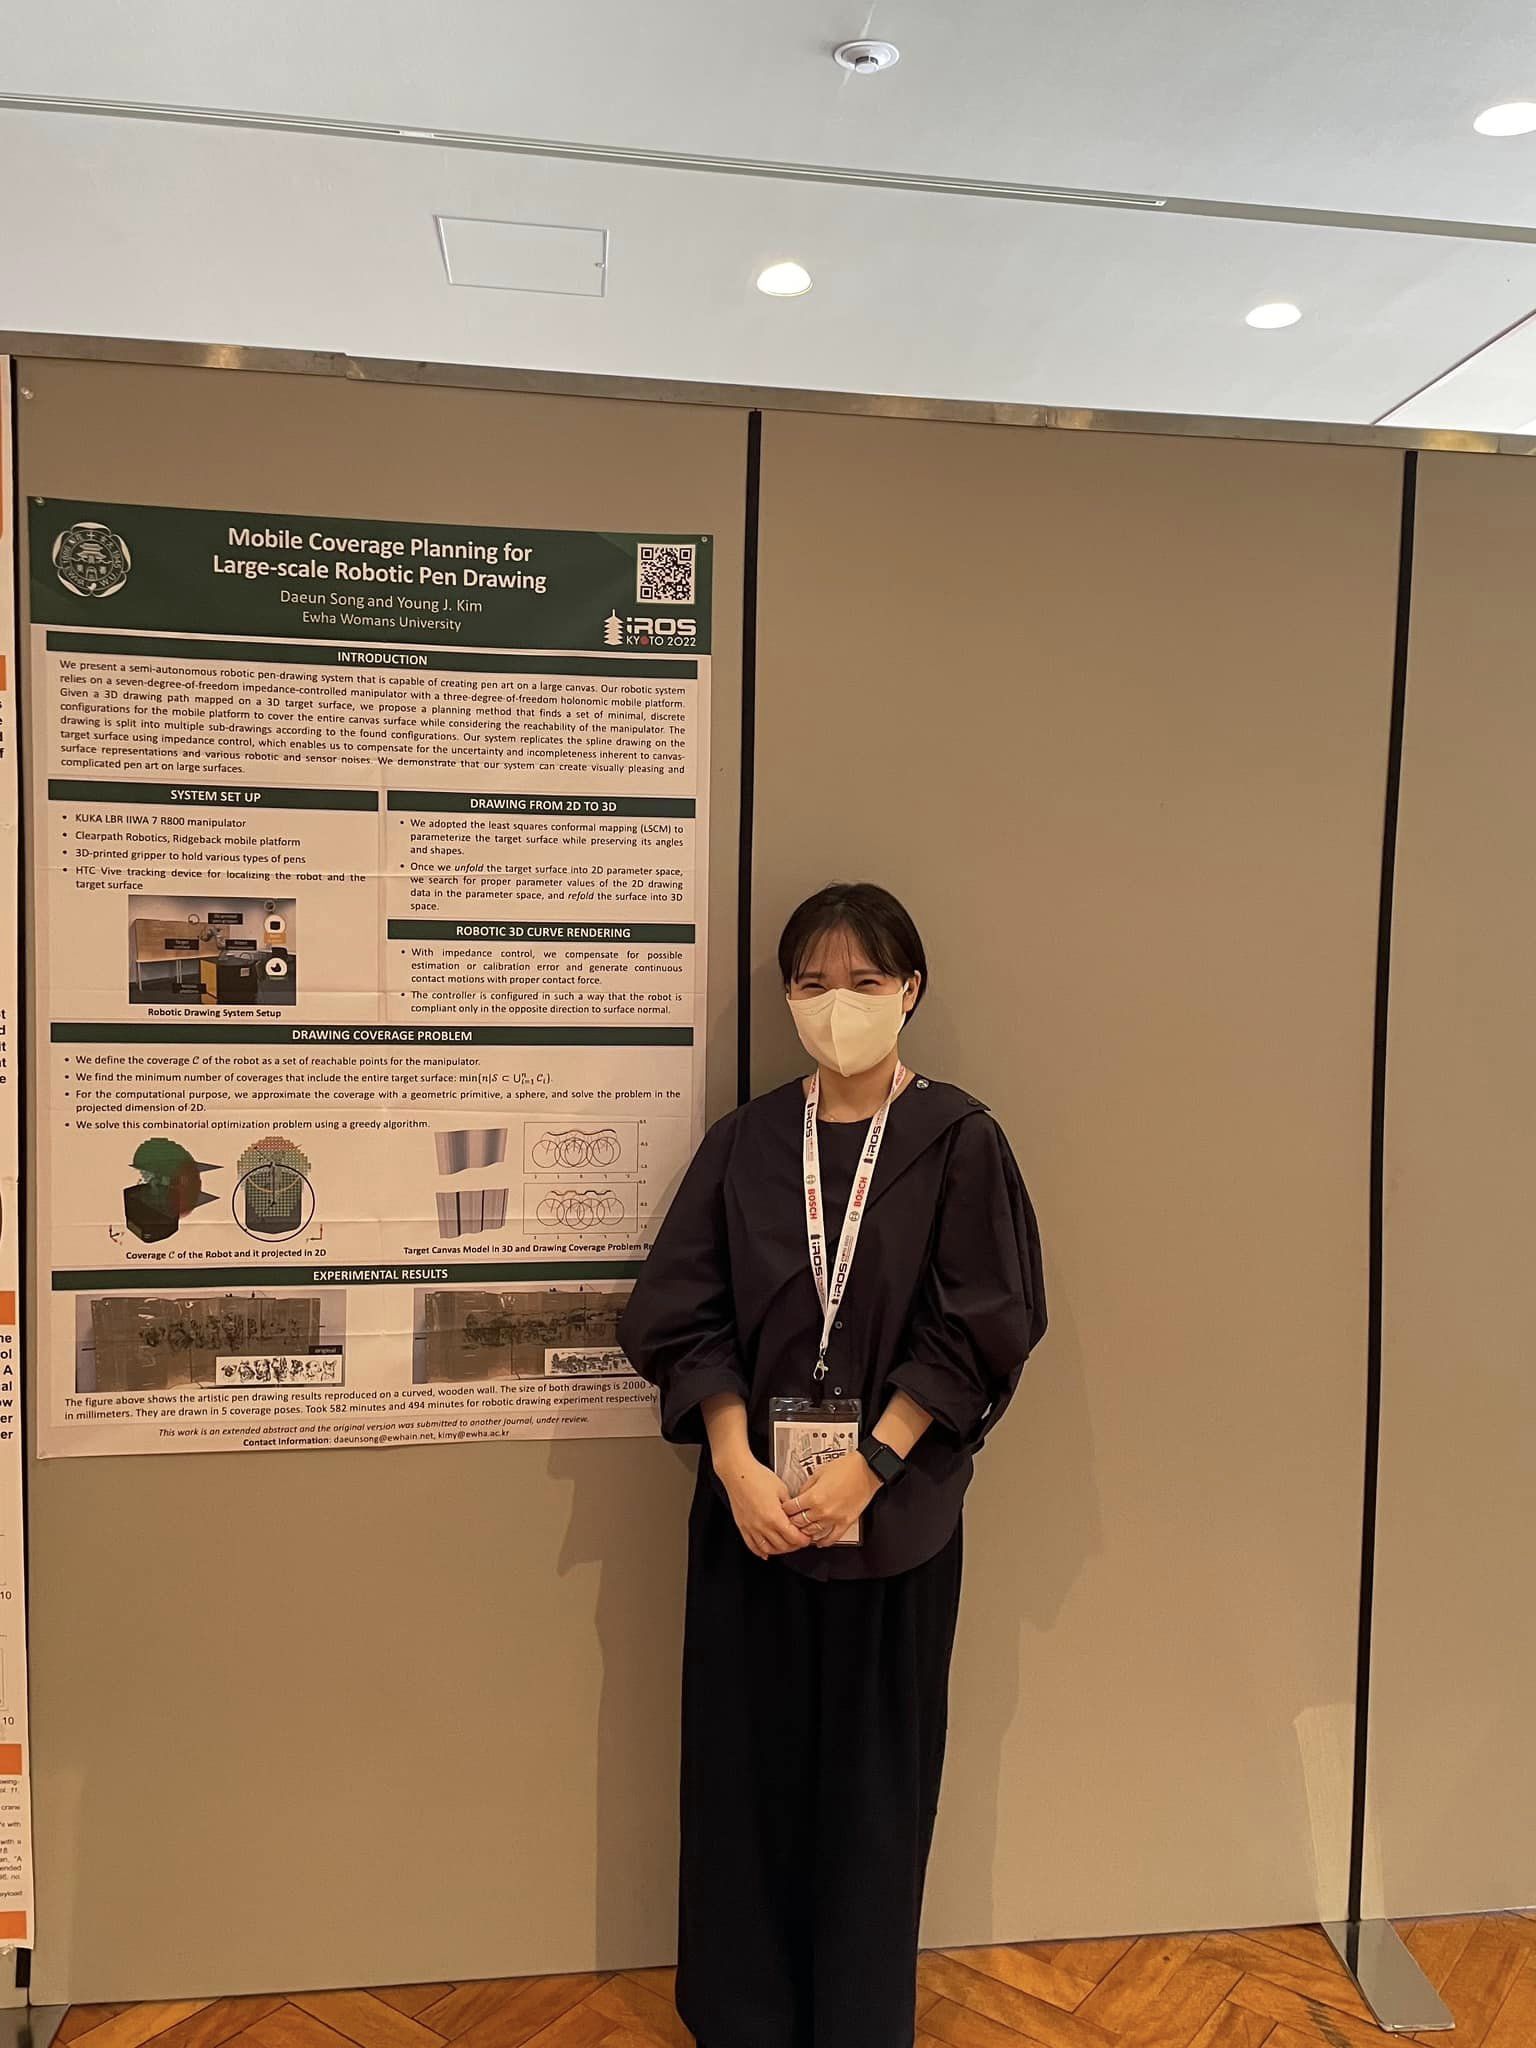 Mobile Coverage Planning for
Large-scale Robotic Pen Drawing
Daeun Song and Young J. Kim
Ewha Womans University
iROS
KYOTO 2022
INTRODUCTION
We present a semi-autonomous robotic pen-drawing system that is capable of creating pen art on a large canvas. Our robotic system
relies on a seven-degree-of-freedom impedance-controlled manipulator with a three-degree-of-freedom holonomic mobile platform.
Given a 3D drawing path mapped on a 3D target surface, we propose a planning method that finds a set of minimal, discrete
configurations for the mobile platform to cover the entire canvas surface while considering the reachability of the manipulator. The
drawing is split into multiple sub-drawings according to the found configurations. Our system replicates the spline drawing on the
target surface using impedance control, which enables us to compensate for the uncertainty and incompleteness inherent to canvas-
surface representations and various robotic and sensor noises. We demonstrate that our system can create visually pleasing and
complicated pen art on large surfaces.
SYSTEM SET UP
• KUKA LBR IIWA 7 R800 manipulator
• Clearpath Robotics, Ridgeback mobile platform
• 3D-printed gripper to hold various types of pens
• HTC Vive tracking device for localizing the robot and the
target surface
Robotic Drawing System Setup
DRAWING FROM 2D TO 3D
• We adopted the least squares conformal mapping (LSCM) to
parameterize the target surface while preserving its angles
and shapes.
• Once we unfold the target surface into 2D parameter space,
we search for proper parameter values of the 2D drawing
data in the parameter space, and refold the surface into 3D
space.
ROBOTIC 3D CURVE RENDERING
• With impedance control, we compensate for possible
estimation or calibration error and generate continuous
contact motions with proper contact force.
• The controller is configured in such a way that the robot is
compliant only in the opposite direction to surface normal.
DRAWING COVERAGE PROBLEM
• We define the coverage C of the robot as a set of reachable points for the manipulator.
• We find the minimum number of coverages that include the entire target surface: min{n|S ⊂ ⋃ⁿᵢ₌₁ Cᵢ}.
• For the computational purpose, we approximate the coverage with a geometric primitive, a sphere, and solve the problem in the
projected dimension of 2D.
• We solve this combinatorial optimization problem using a greedy algorithm.
Coverage C of the Robot and it projected in 2D
Target Canvas Model in 3D and Drawing Coverage Problem Re
EXPERIMENTAL RESULTS
original
The figure above shows the artistic pen drawing results reproduced on a curved, wooden wall. The size of both drawings is 2000
in millimeters. They are drawn in 5 coverage poses. Took 582 minutes and 494 minutes for robotic drawing experiment respectively
This work is an extended abstract and the original version was submitted to another journal, under review.
Contact Information: daeunsong@ewhain.net, kimy@ewha.ac.kr
iROS
BOSCH
iROS
iROS
BOSCH
iROS
iROS